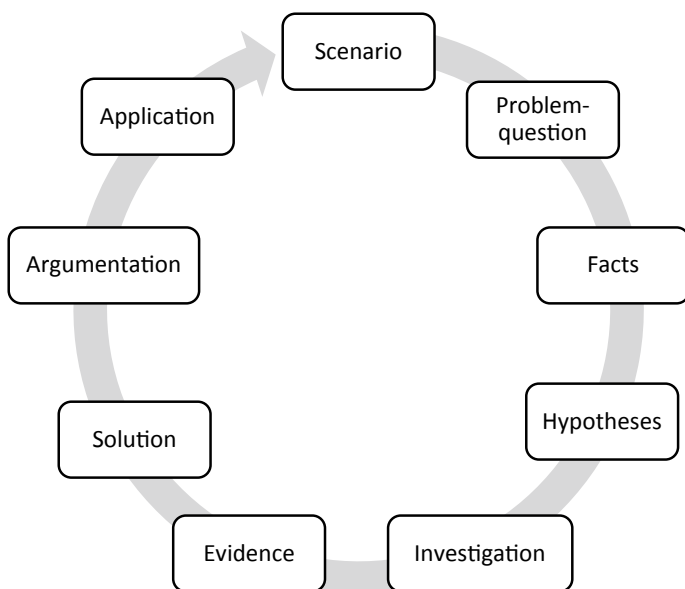 Scenario
Problem-
question
Facts
Hypotheses
Investigation
Evidence
Solution
Argumentation
Application